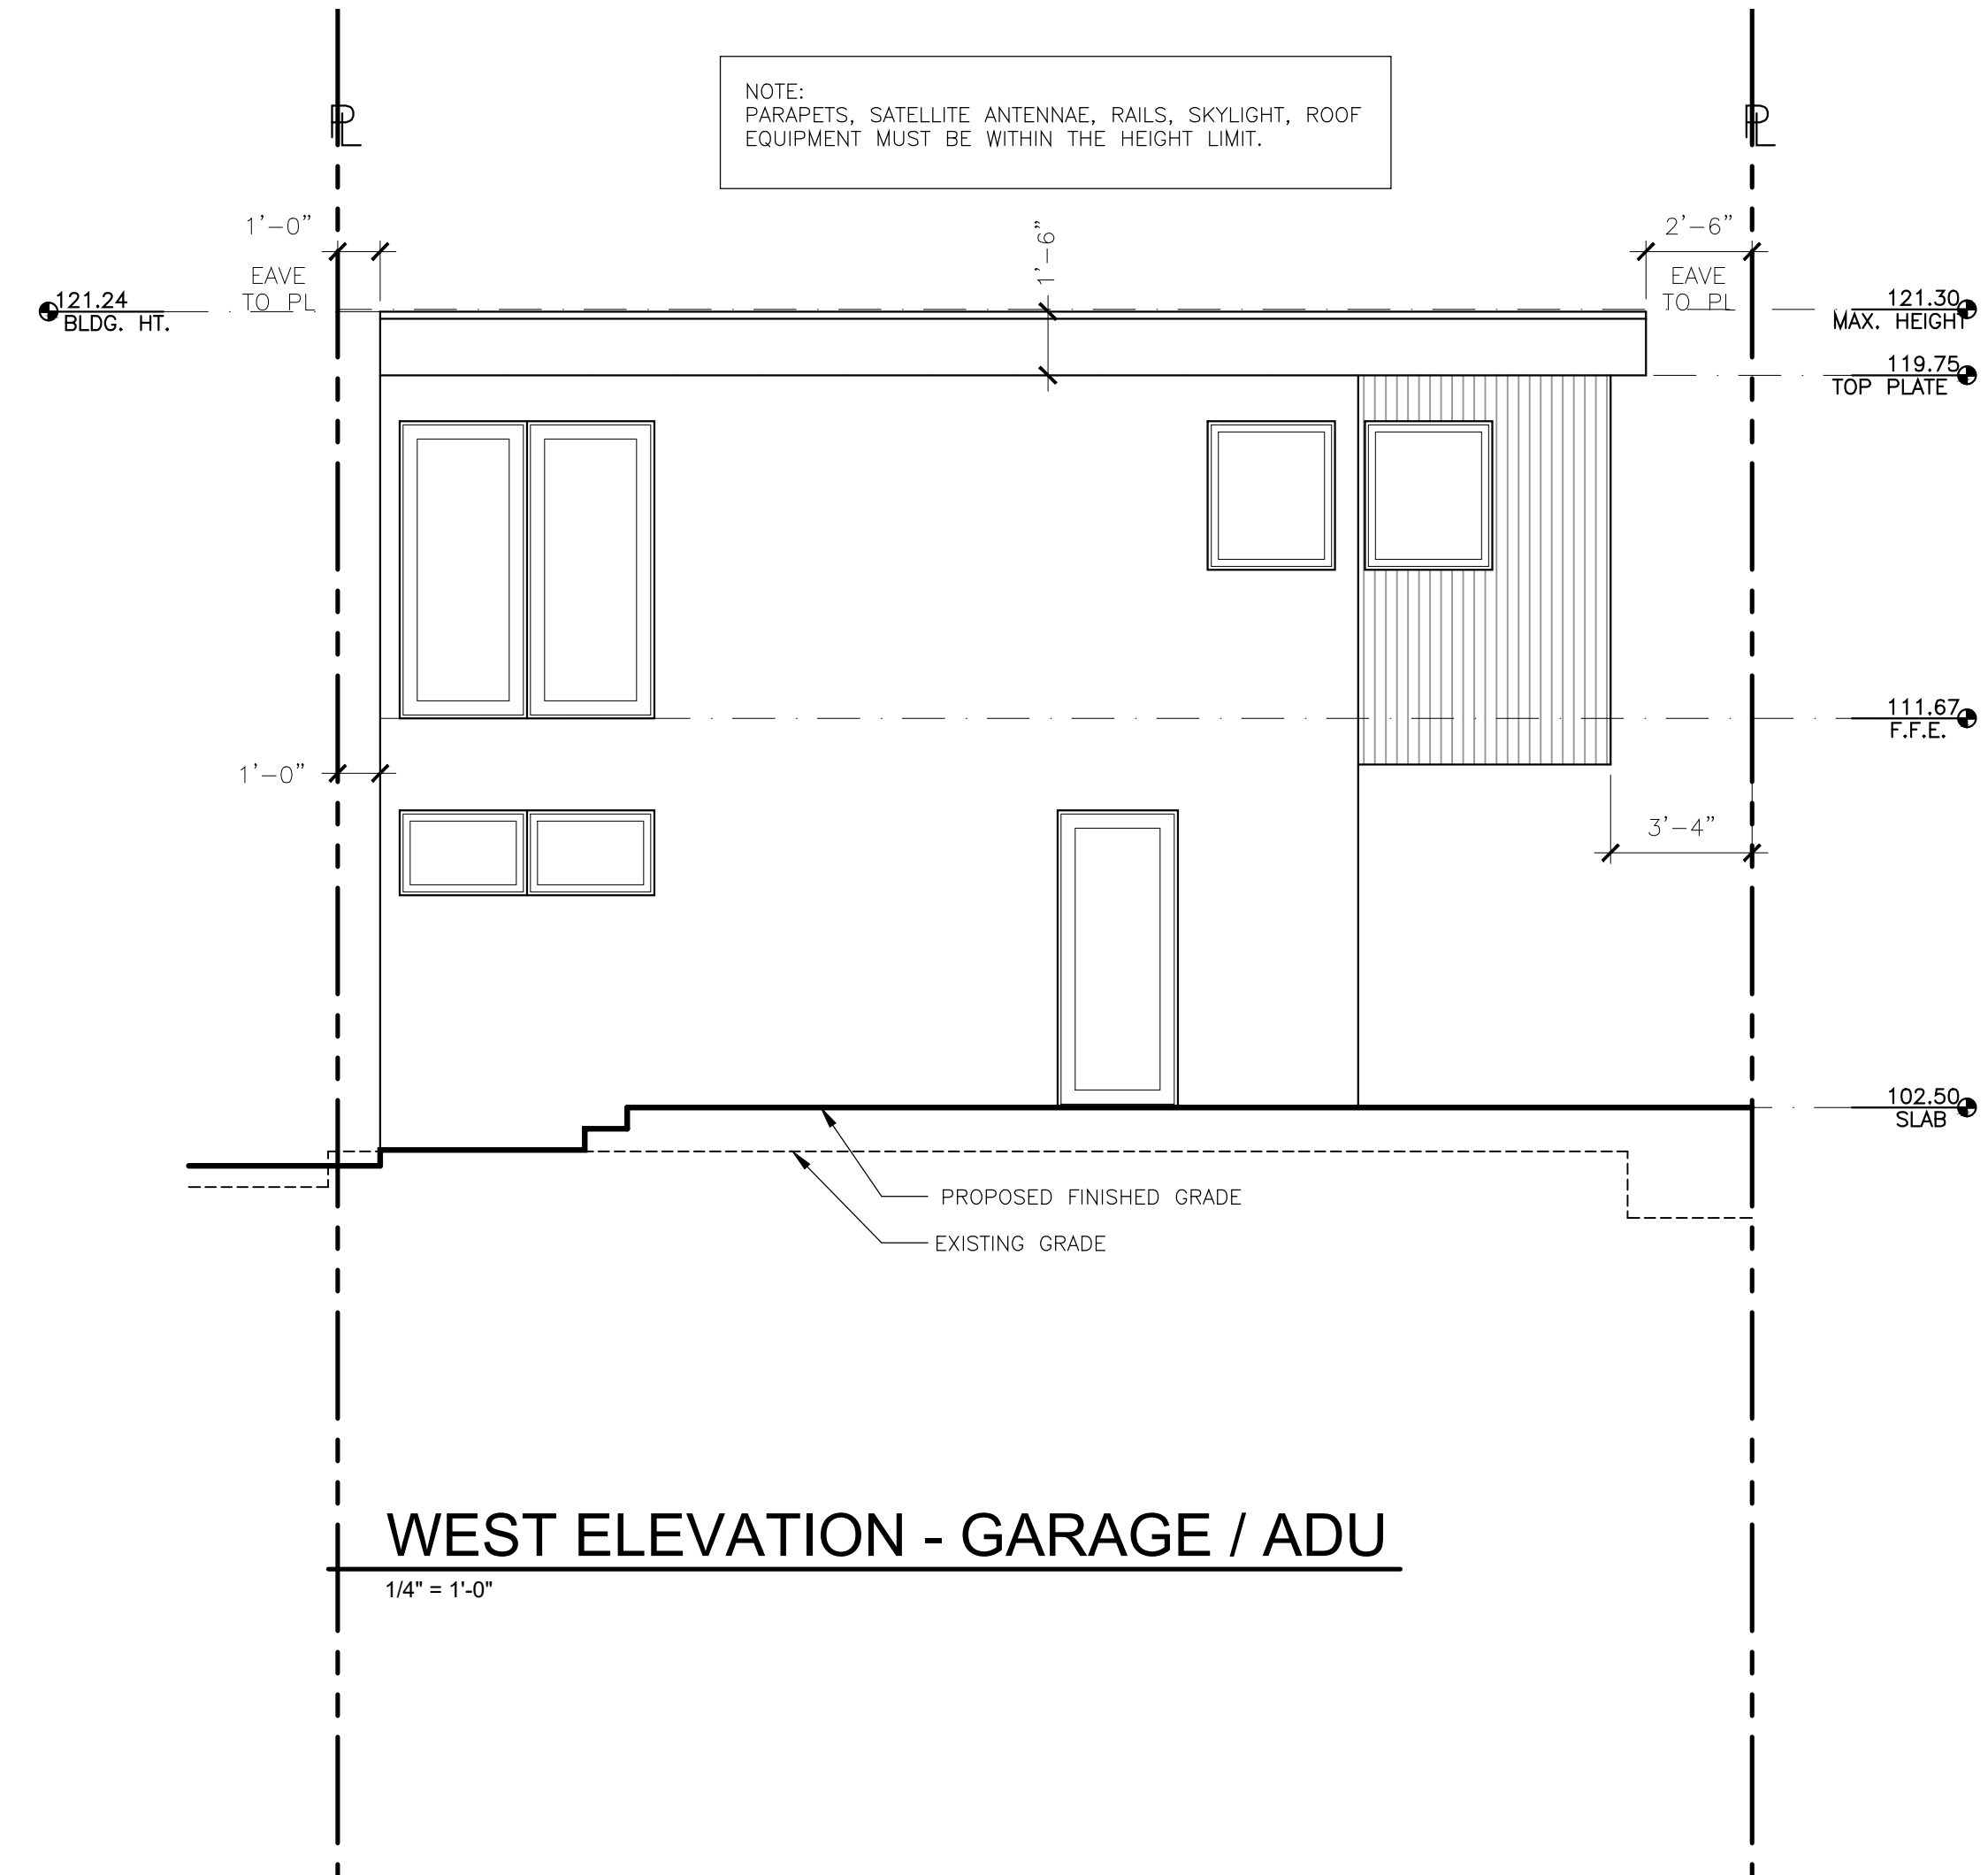 PL
PL
NOTE:
PARAPETS, SATELLITE ANTENNAE, RAILS, SKYLIGHT, ROOF
EQUIPMENT MUST BE WITHIN THE HEIGHT LIMIT.
1'-0"
EAVE
TO PL
1'-6"
2'-6"
EAVE
TO PL
121.24
BLDG. HT.
121.30
MAX. HEIGHT
119.75
TOP PLATE
111.67
F.F.E.
1'-0"
3'-4"
102.50
SLAB
PROPOSED FINISHED GRADE
EXISTING GRADE
WEST ELEVATION - GARAGE / ADU
1/4" = 1'-0"